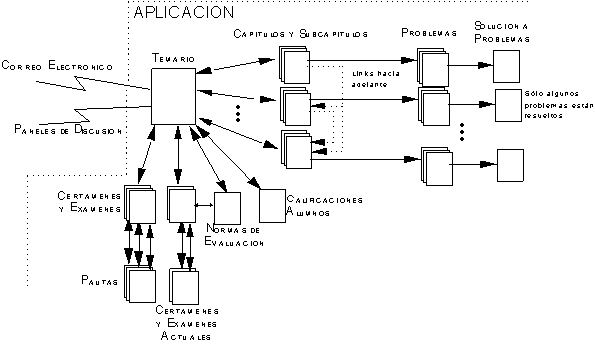 APLICACION
CAPITULOS Y SUBCAPITULOS
PROBLEMAS
SOLUCION A
PROBLEMAS
TEMARIO
CORREO ELECTRONICO
Links hacia
adelante
Sólo algunos
problemas están
resueltos
PANELES DE DISCUSION
CERTAMENES
Y EXAMENES
CALIFICACIONES
ALUMNOS
NORMAS DE
EVALUACION
PAUTAS
CERTAMENES
Y EXAMENES
ACTUALES